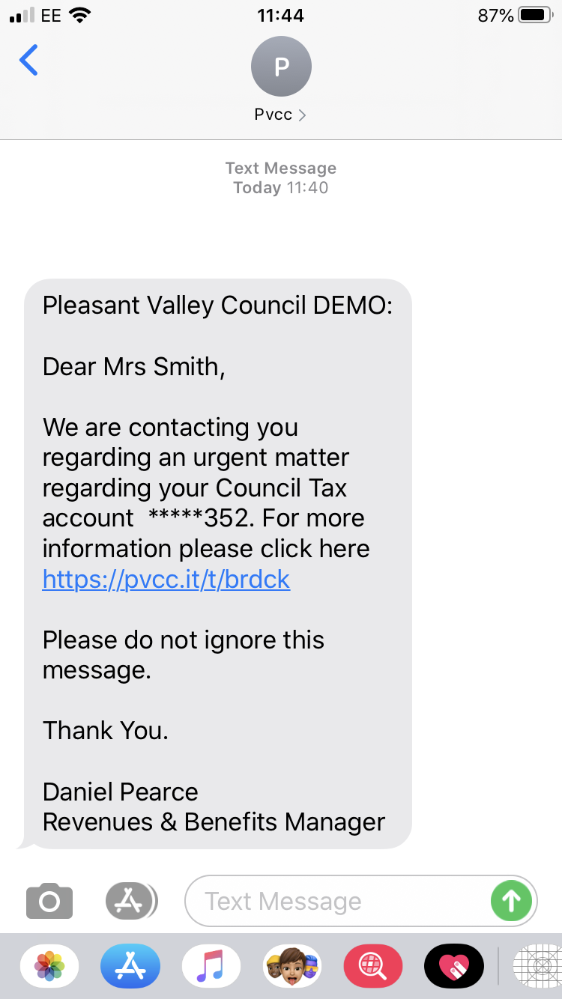 EE 11:44 87%
P
Pvcc
Text Message
Today 11:40
Pleasant Valley Council DEMO:
Dear Mrs Smith,
We are contacting you
regarding an urgent matter
regarding your Council Tax
account  *****352. For more
information please click here
https://pvcc.it/t/brdck
Please do not ignore this
message.
Thank You.
Daniel Pearce
Revenues & Benefits Manager
Text Message